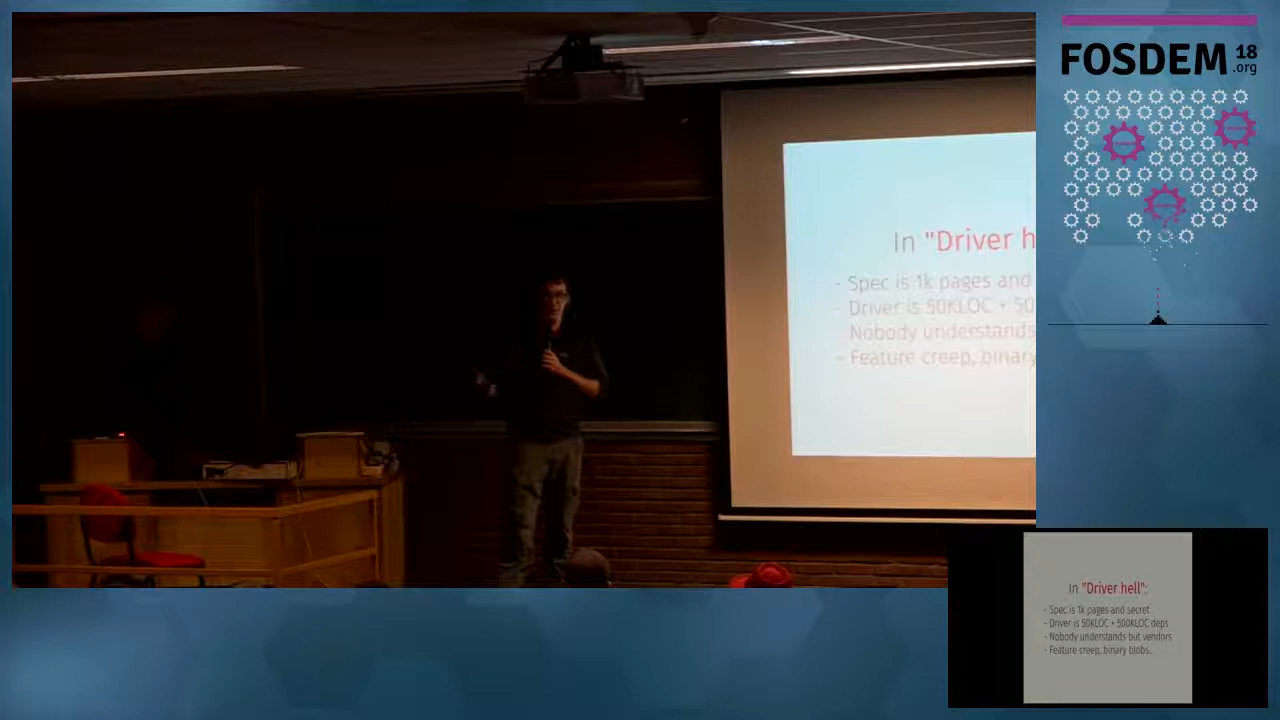 FOSDEM 18
.org
In "Driver h
- Spec is 1k pages and
- Driver is 50KLOC + 50
Nobody understands
- Feature creep, binary
In "Driver hell":
- Spec is 1k pages and secret
- Driver is 50KLOC + 500KLOC deps
- Nobody understands but vendors
- Feature creep, binary blobs..